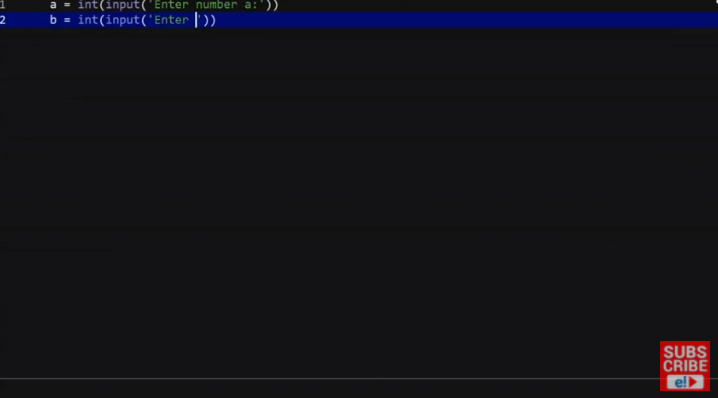 1 a = int(input('Enter number a:'))
2 b = int(input('Enter '))
SUBS
CRIBE
e!